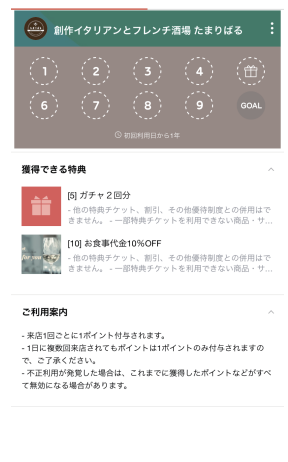 創作イタリアンとフレンチ酒場 たまりばる
1 2 3 4
6 7 8 9 GOAL
初回利用日から1年
獲得できる特典
[5] ガチャ２回分
- 他の特典チケット、割引、その他優待制度との併用はで
きません。 - 一部特典チケットを利用できない商品・サ...
[10] お食事代金10%OFF
for you
- 他の特典チケット、割引、その他優待制度との併用はで
きません。 - 一部特典チケットを利用できない商品・サ...
ご利用案内
- 来店1回ごとに1ポイント付与されます。
- 1日に複数回来店されてもポイントは1ポイントのみ付与されますの
で、ご了承ください。
- 不正利用が発覚した場合は、これまでに獲得したポイントなどがすべ
て無効になる場合があります。